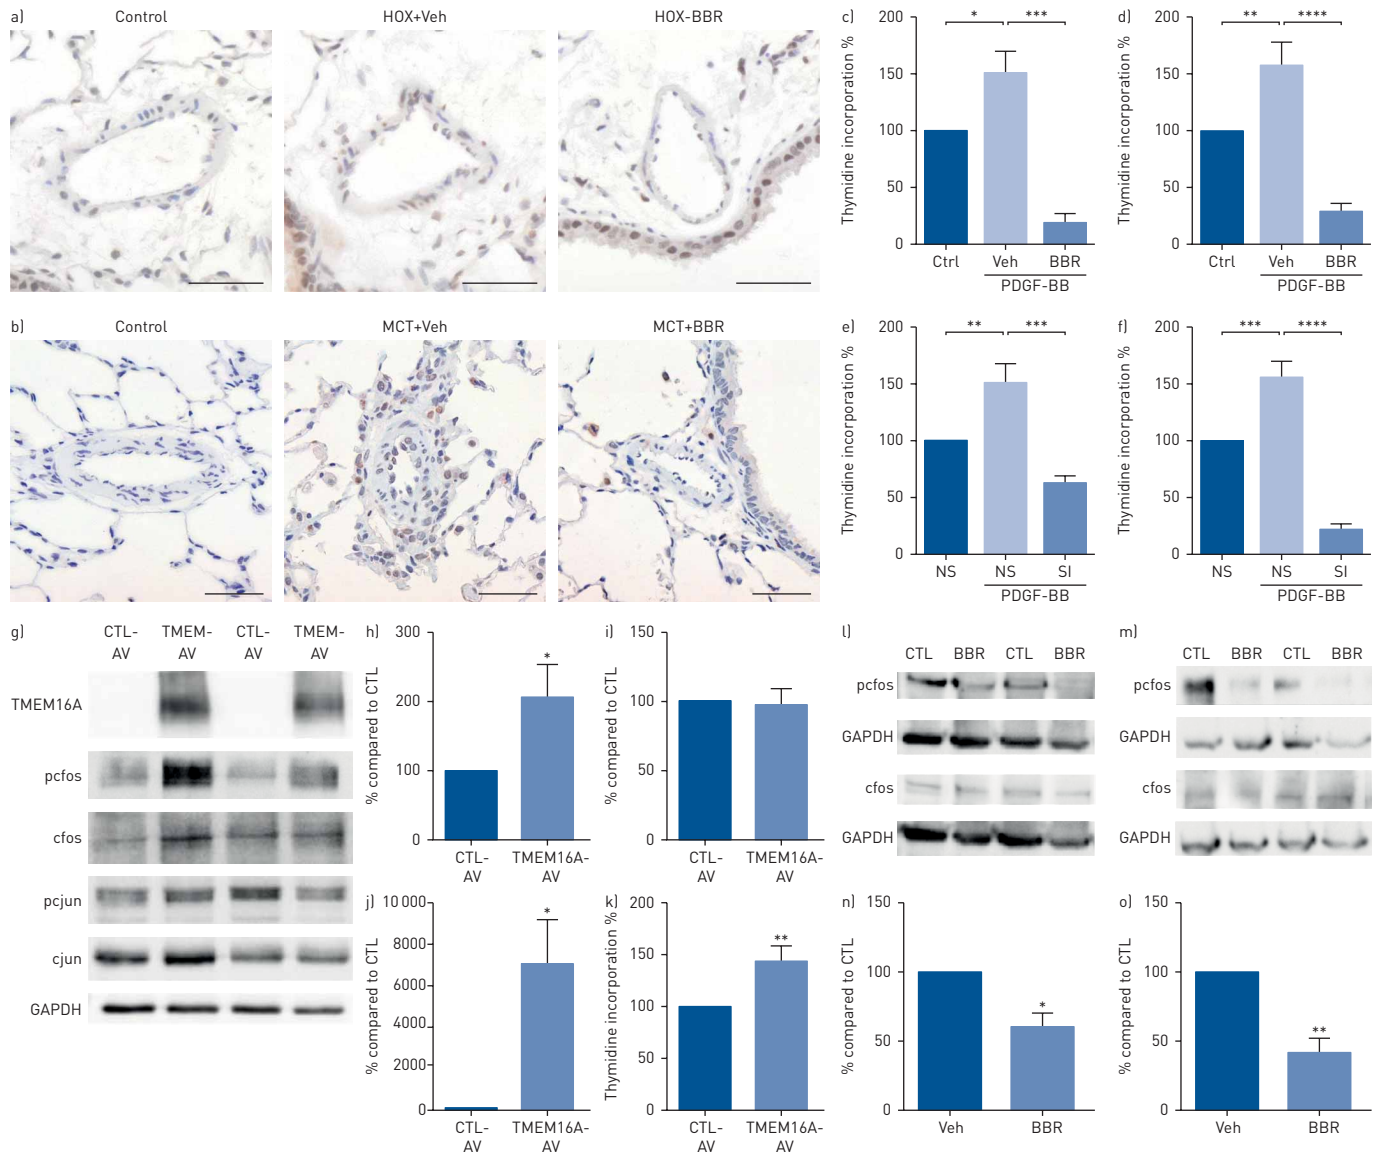 a)
Control
HOX+Veh
HOX-BBR
b)
Control
MCT+Veh
MCT+BBR
c)
Thymidine incorporation %
200
150
100
50
0
*
***
Ctrl
Veh
BBR
PDGF-BB
d)
Thymidine incorporation %
200
150
100
50
0
**
****
Ctrl
Veh
BBR
PDGF-BB
e)
Thymidine incorporation %
200
150
100
50
0
**
***
NS
NS
SI
PDGF-BB
f)
Thymidine incorporation %
200
150
100
50
0
***
****
NS
NS
SI
PDGF-BB
g)
CTL-
AV
TMEM-
AV
CTL-
AV
TMEM-
AV
TMEM16A
pcfos
cfos
pcjun
cjun
GAPDH
h)
% compared to CTL
300
200
100
0
*
CTL-
AV
TMEM16A-
AV
i)
% compared to CTL
150
100
50
0
CTL-
AV
TMEM16A-
AV
j)
% compared to CTL
10 000
8000
6000
4000
2000
0
*
CTL-
AV
TMEM16A-
AV
k)
Thymidine incorporation %
200
150
100
50
0
**
CTL-
AV
TMEM16A-
AV
l)
CTL BBR CTL BBR
pcfos
GAPDH
cfos
GAPDH
m)
CTL BBR CTL BBR
pcfos
GAPDH
cfos
GAPDH
n)
% compared to CTL
150
100
50
0
*
Veh
BBR
o)
% compared to CTL
150
100
50
0
**
Veh
BBR